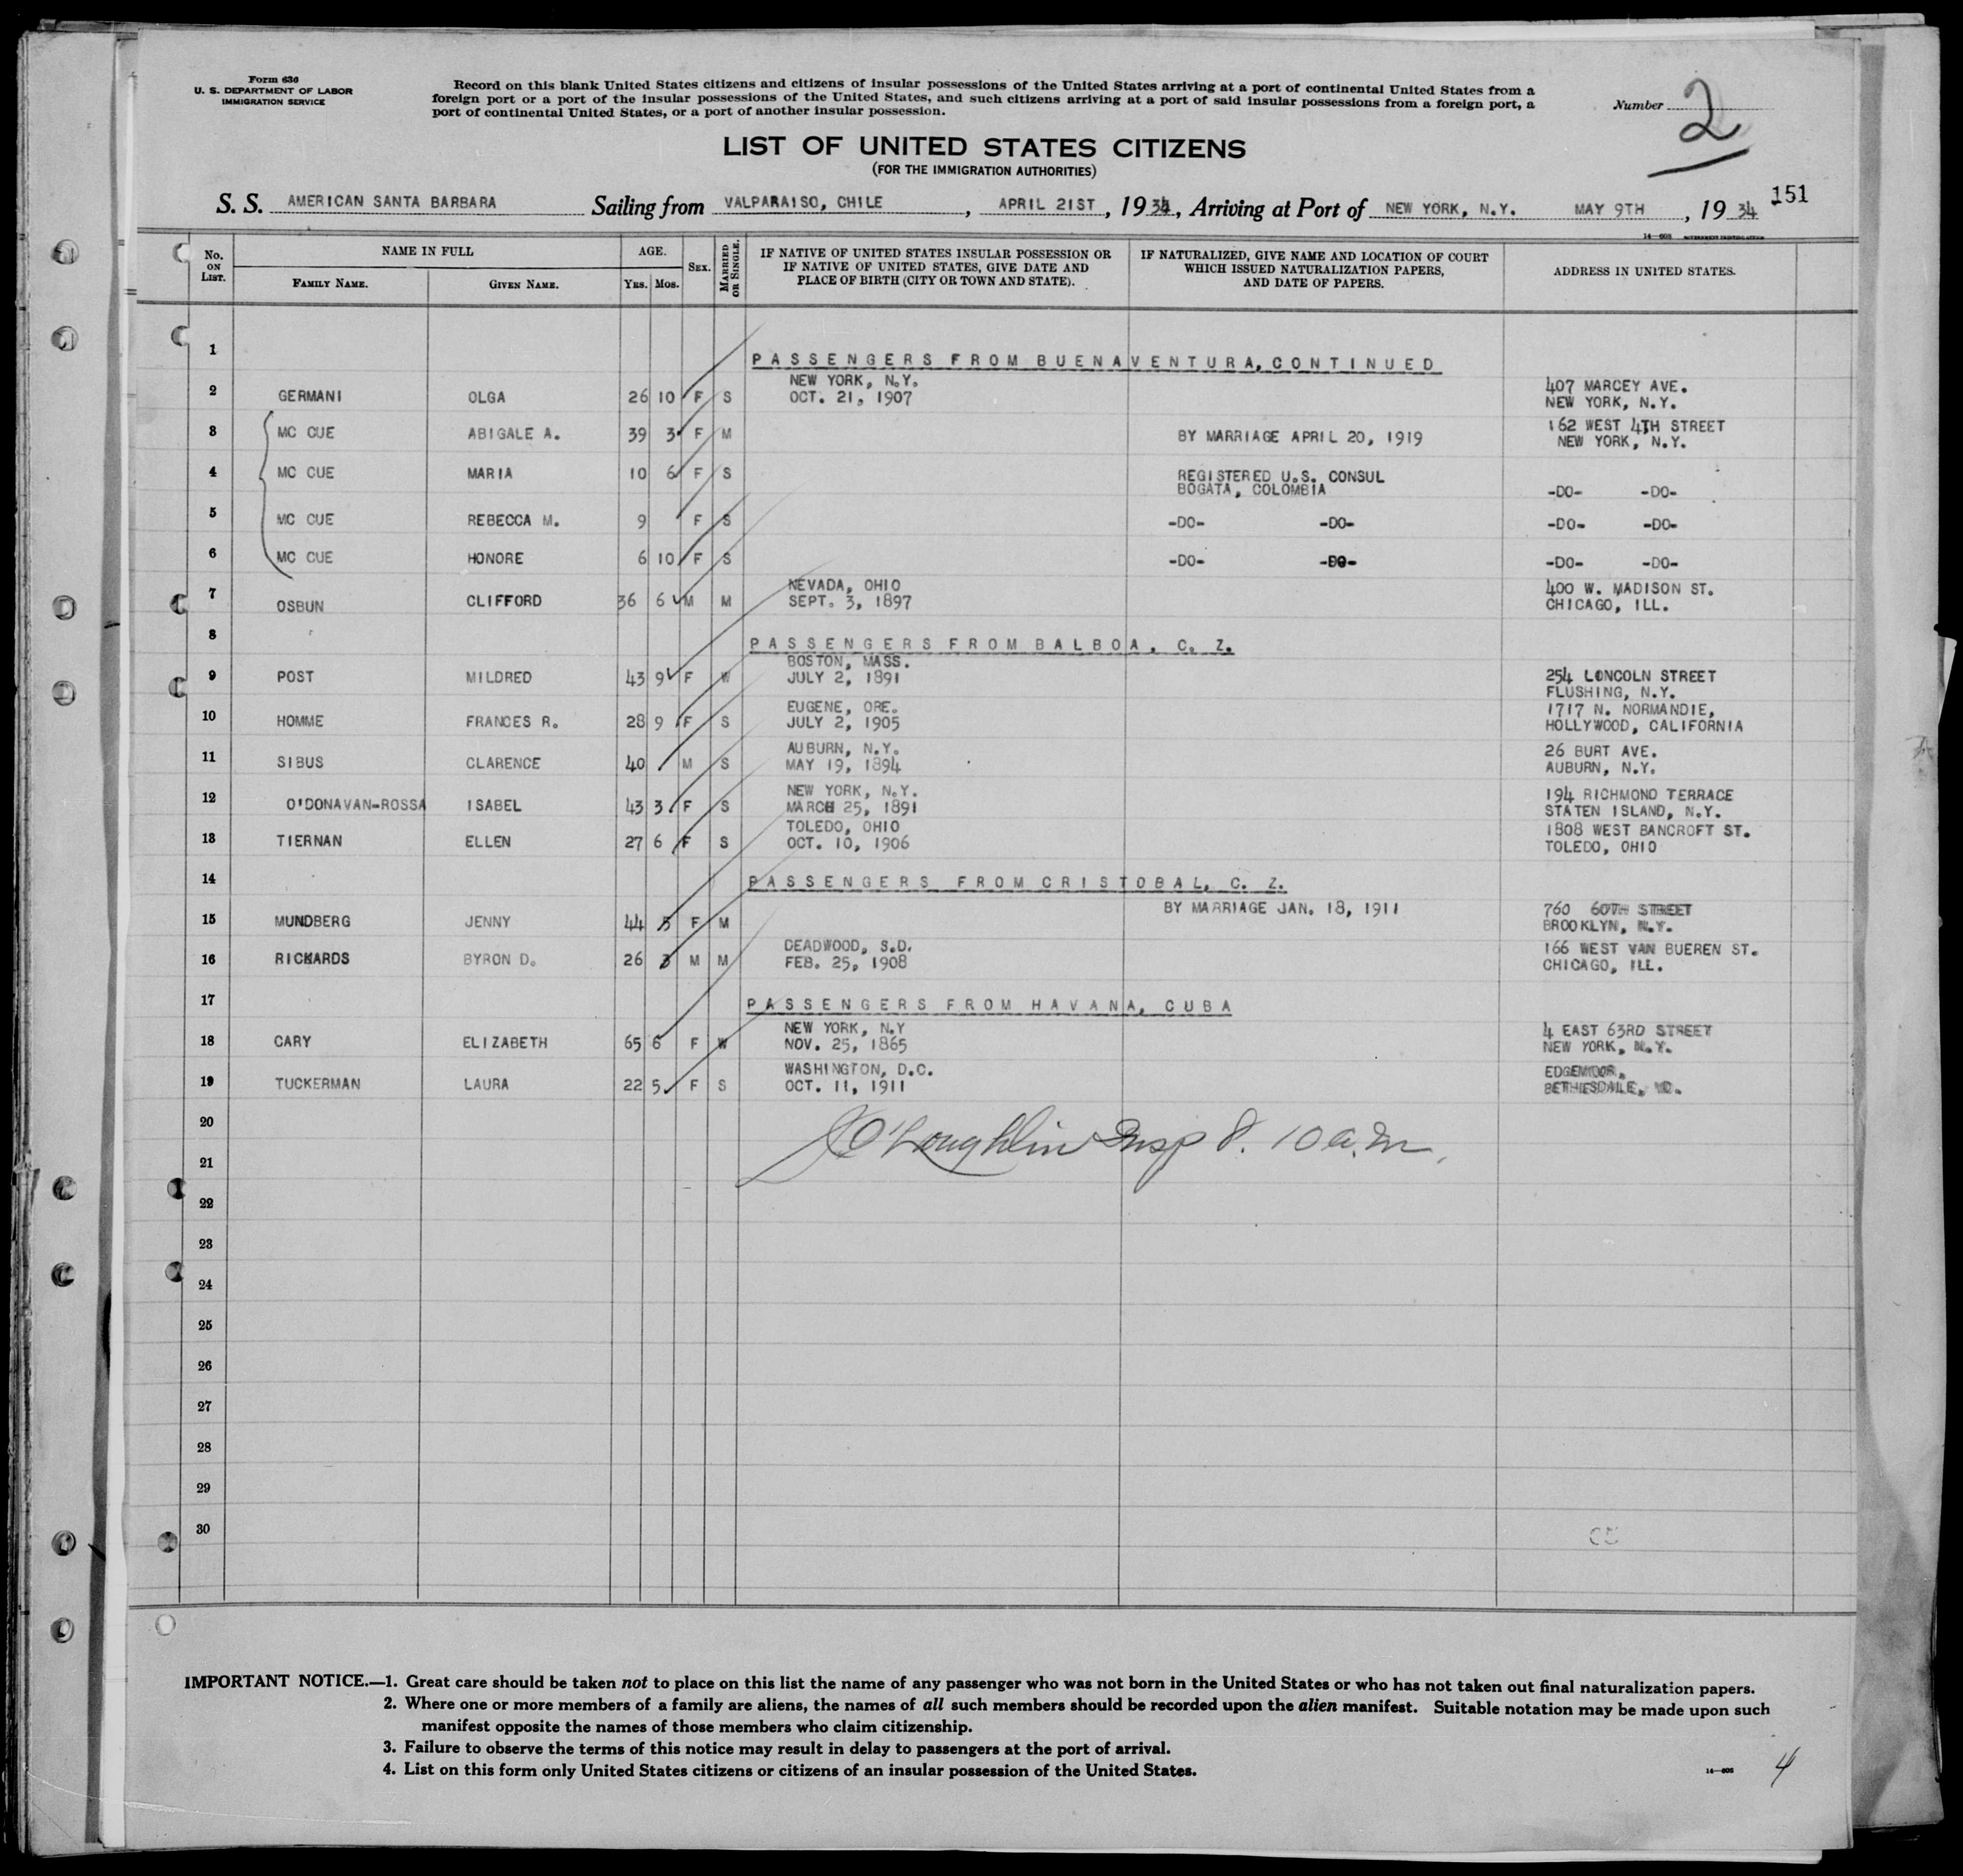 Form 636
U. S. DEPARTMENT OF LABOR
IMMIGRATION SERVICE
Record on this blank United States citizens and citizens of insular possessions of the United States arriving at a port of continental United States from a
foreign port or a port of the insular possessions of the United States, and such citizens arriving at a port of said insular possessions from a foreign port, a
port of continental United States, or a port of another insular possession.
Number 2
LIST OF UNITED STATES CITIZENS
(FOR THE IMMIGRATION AUTHORITIES)
151
S. S. AMERICAN SANTA BARBARA Sailing from VALPARAISO, CHILE, APRIL 21ST, 1934, Arriving at Port of NEW YORK, N.Y. MAY 9TH, 1934
No. ON LIST. NAME IN FULL FAMILY NAME. GIVEN NAME. AGE. YRS. MOS. SEX. MARRIED OR SINGLE. IF NATIVE OF UNITED STATES INSULAR POSSESSION OR IF NATIVE OF UNITED STATES, GIVE DATE AND PLACE OF BIRTH (CITY OR TOWN AND STATE). IF NATURALIZED, GIVE NAME AND LOCATION OF COURT WHICH ISSUED NATURALIZATION PAPERS, AND DATE OF PAPERS. ADDRESS IN UNITED STATES.
1 PASSENGERS FROM BUENAVENTURA, CONTINUED
2 GERMANI OLGA 26 10 F S NEW YORK, N.Y. OCT. 21, 1907 407 MARCEY AVE. NEW YORK, N.Y.
3 MC CUE ABIGALE A. 39 3 F M BY MARRIAGE APRIL 20, 1919 162 WEST 4TH STREET NEW YORK, N.Y.
4 MC CUE MARIA 10 6 F S REGISTERED U.S. CONSUL BOGATA, COLOMBIA -DO- -DO-
5 MC CUE REBECCA M. 9 F S -DO- -DO- -DO- -DO-
6 MC CUE HONORE 6 10 F S -DO- -DO- -DO- -DO-
7 OSBUN CLIFFORD 36 6 M M NEVADA, OHIO SEPT. 3, 1897 400 W. MADISON ST. CHICAGO, ILL.
8 PASSENGERS FROM BALBOA, C. Z.
9 POST MILDRED 43 9 F W BOSTON, MASS. JULY 2, 1891 254 LONCOLN STREET FLUSHING, N.Y.
10 HOMME FRANCES R. 28 9 F S EUGENE, ORE. JULY 2, 1905 1717 N. NORMANDIE, HOLLYWOOD, CALIFORNIA
11 SIBUS CLARENCE 40 M S AUBURN, N.Y. MAY 19, 1894 26 BURT AVE. AUBURN, N.Y.
12 O'DONAVAN-ROSSA ISABEL 43 3 F S NEW YORK, N.Y. MARCH 25, 1891 194 RICHMOND TERRACE STATEN ISLAND, N.Y.
13 TIERNAN ELLEN 27 6 F S TOLEDO, OHIO OCT. 10, 1906 1808 WEST BANCROFT ST. TOLEDO, OHIO
14 PASSENGERS FROM CRISTOBAL, C. Z.
15 MUNDBERG JENNY 44 5 F M BY MARRIAGE JAN. 18, 1911 760 60TH STREET BROOKLYN, N.Y.
16 RICHARDS BYRON D. 26 3 M M DEADWOOD, S.D. FEB. 25, 1908 166 WEST VAN BUEREN ST. CHICAGO, ILL.
17 PASSENGERS FROM HAVANA, CUBA
18 CARY ELIZABETH 65 6 F W NEW YORK, N.Y NOV. 25, 1865 4 EAST 63RD STREET NEW YORK, N.Y.
19 TUCKERMAN LAURA 22 5 F S WASHINGTON, D.C. OCT. 11, 1911 EDGEMOOR, BETHESDALE, MD.
20 O'Loughlin Insp 8. 10 a.m.
21
22
23
24
25
26
27
28
29
30
IMPORTANT NOTICE.—1. Great care should be taken not to place on this list the name of any passenger who was not born in the United States or who has not taken out final naturalization papers.
2. Where one or more members of a family are aliens, the names of all such members should be recorded upon the alien manifest. Suitable notation may be made upon such
manifest opposite the names of those members who claim citizenship.
3. Failure to observe the terms of this notice may result in delay to passengers at the port of arrival.
4. List on this form only United States citizens or citizens of an insular possession of the United States.
14—608
4